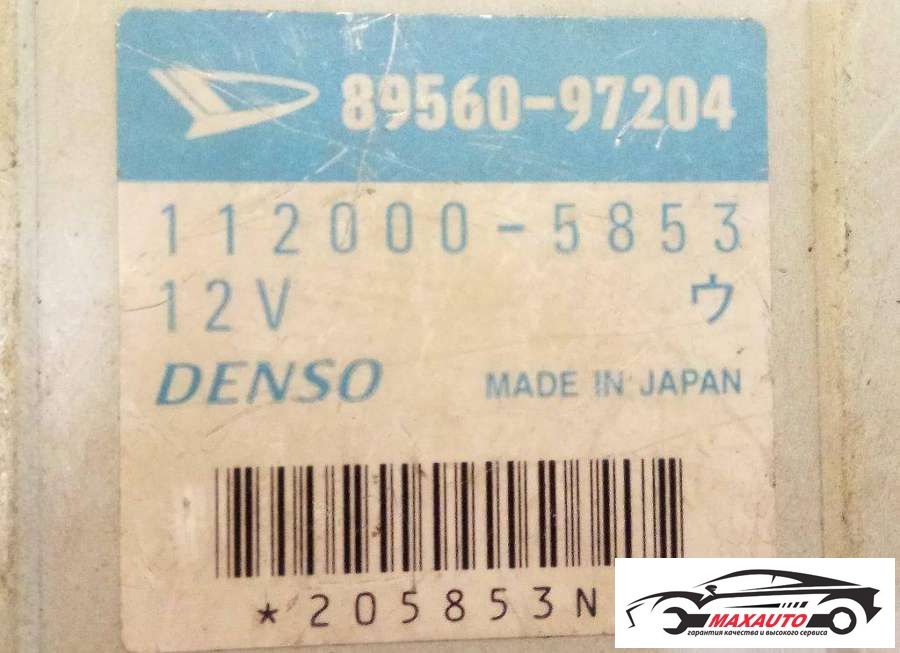 89560-97204
112000-5853
12V ウ
DENSO MADE IN JAPAN
*205853N
MAXAUTO
гарантия качества и высокого сервиса